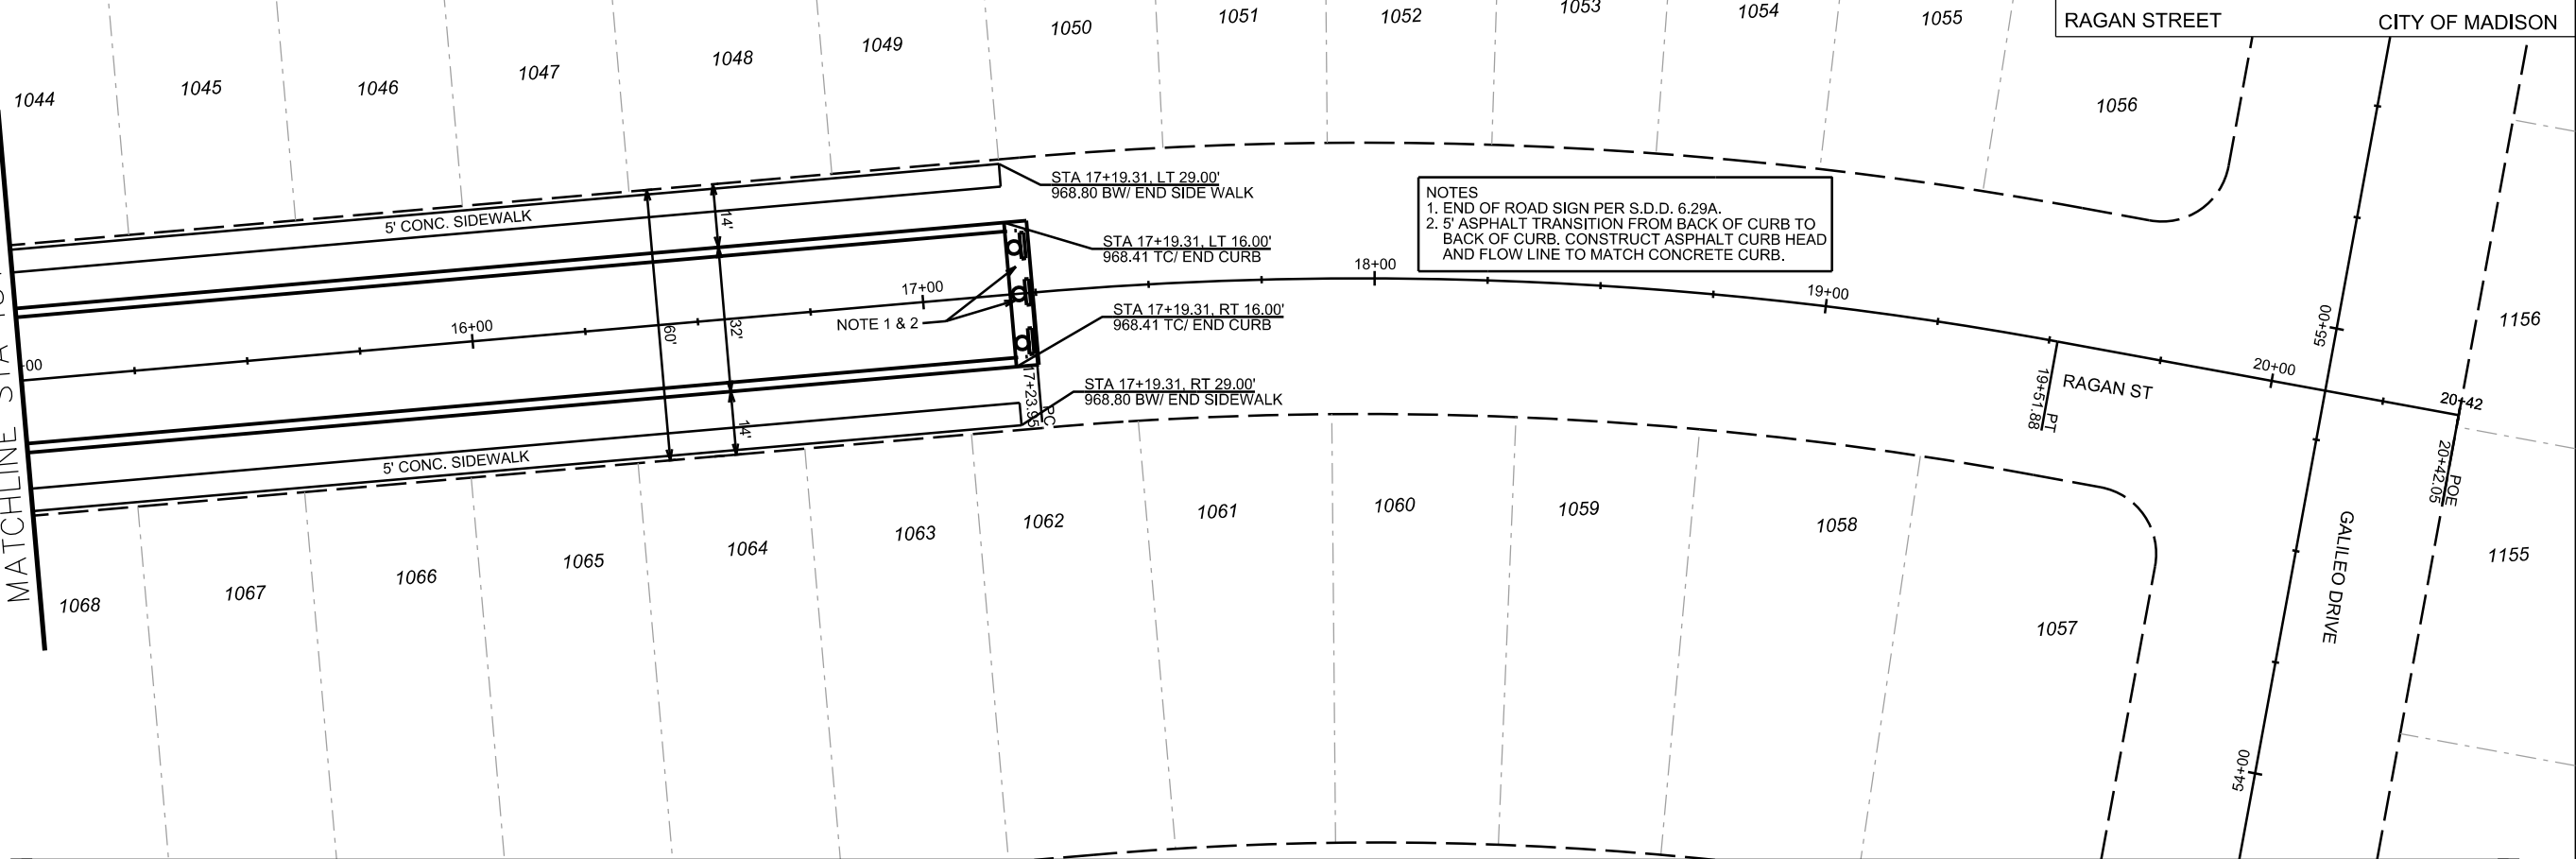 RAGAN STREET
CITY OF MADISON
1044
1045
1046
1047
1048
1049
1050
1051
1052
1053
1054
1055
1056
5' CONC. SIDEWALK
14'
STA 17+19.31, LT 29.00'
968.80 BW/ END SIDE WALK
STA 17+19.31, LT 16.00'
968.41 TC/ END CURB
NOTES
1. END OF ROAD SIGN PER S.D.D. 6.29A.
2. 5' ASPHALT TRANSITION FROM BACK OF CURB TO
BACK OF CURB. CONSTRUCT ASPHALT CURB HEAD
AND FLOW LINE TO MATCH CONCRETE CURB.
+00
16+00
17+00
18+00
19+00
20+00
20+42
NOTE 1 & 2
60'
32'
STA 17+19.31, RT 16.00'
968.41 TC/ END CURB
STA 17+19.31, RT 29.00'
968.80 BW/ END SIDEWALK
17+23.95
PC
19+51.88
PT
RAGAN ST
20+42.05
POE
55+00
54+00
GALILEO DRIVE
1156
1155
5' CONC. SIDEWALK
14'
MATCHLINE STA
1068
1067
1066
1065
1064
1063
1062
1061
1060
1059
1058
1057